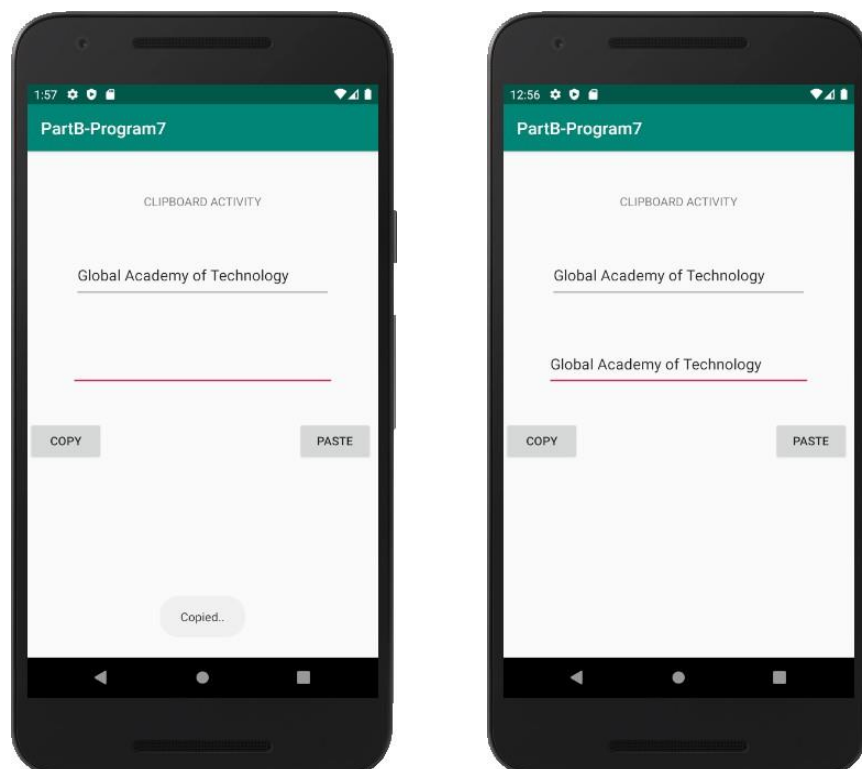 1:57
PartB-Program7
CLIPBOARD ACTIVITY
Global Academy of Technology
COPY PASTE
Copied..
12:56
PartB-Program7
CLIPBOARD ACTIVITY
Global Academy of Technology
Global Academy of Technology
COPY PASTE